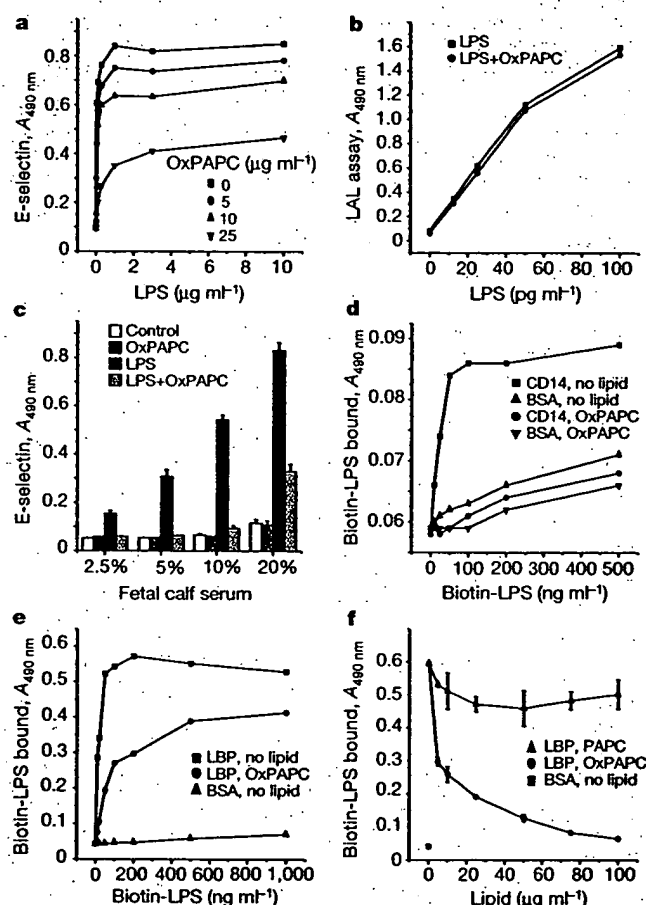 a
E-selectin, A490 nm
0.8
0.6
0.4
0.2
0
OxPAPC (μg ml⁻¹)
0
5
10
25
0 2 4 6 8 10
LPS (μg ml⁻¹)
b
LAL assay, A490 nm
1.6
1.4
1.2
1.0
0.8
0.6
0.4
0.2
0
LPS
LPS+OxPAPC
0 20 40 60 80 100
LPS (pg ml⁻¹)
c
E-selectin, A490 nm
0.8
0.6
0.4
0.2
0
Control
OxPAPC
LPS
LPS+OxPAPC
2.5% 5% 10% 20%
Fetal calf serum
d
Biotin-LPS bound, A490 nm
0.09
0.08
0.07
0.06
CD14, no lipid
BSA, no lipid
CD14, OxPAPC
BSA, OxPAPC
0 100 200 300 400 500
Biotin-LPS (ng ml⁻¹)
e
Biotin-LPS bound, A490 nm
0.6
0.5
0.4
0.3
0.2
0.1
0
LBP, no lipid
LBP, OxPAPC
BSA, no lipid
0 200 400 600 800 1,000
Biotin-LPS (ng ml⁻¹)
f
Biotin-LPS bound, A490 nm
0.6
0.5
0.4
0.3
0.2
0.1
0
LBP, PAPC
LBP, OxPAPC
BSA, no lipid
0 20 40 60 80 100
Lipid (μg ml⁻¹)